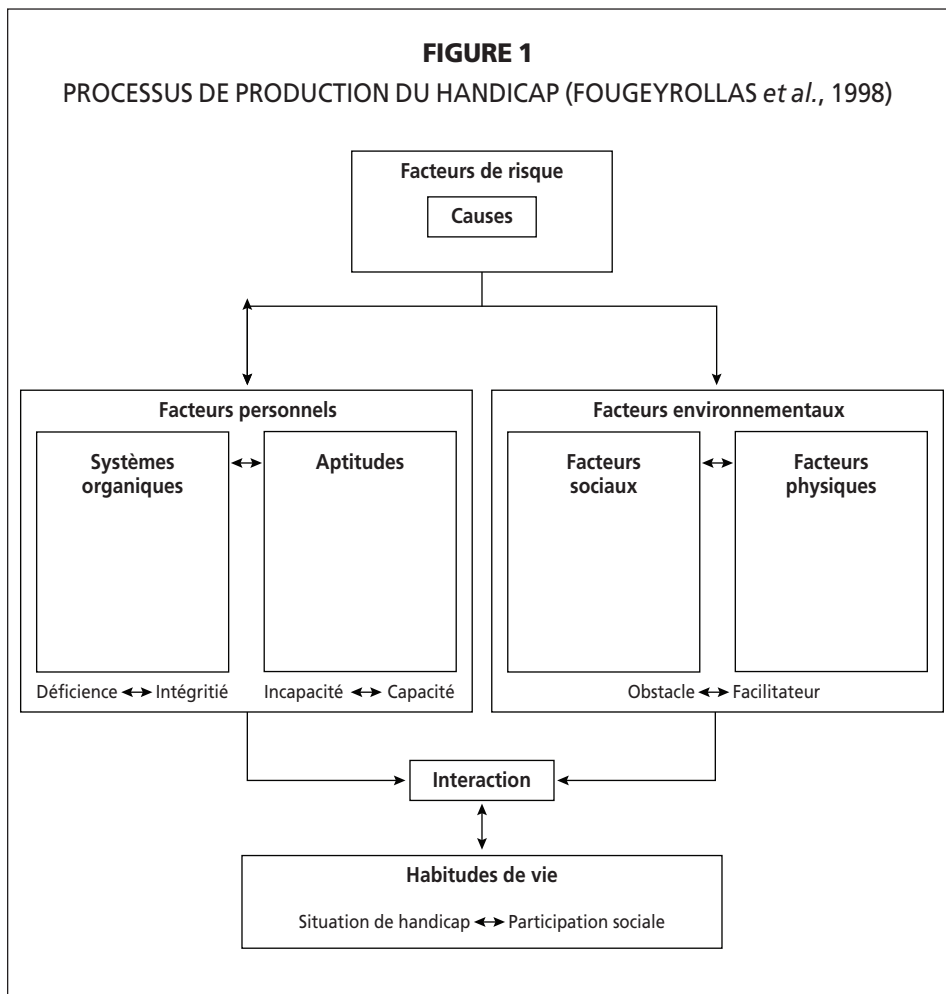 FIGURE 1
PROCESSUS DE PRODUCTION DU HANDICAP (FOUGEYROLLAS et al., 1998)
Facteurs de risque
Causes
Facteurs personnels
Systèmes
organiques
Aptitudes
Déficience Intégritié
Incapacité Capacité
Facteurs environnementaux
Facteurs
sociaux
Facteurs
physiques
Obstacle Facilitateur
Interaction
Habitudes de vie
Situation de handicap Participation sociale